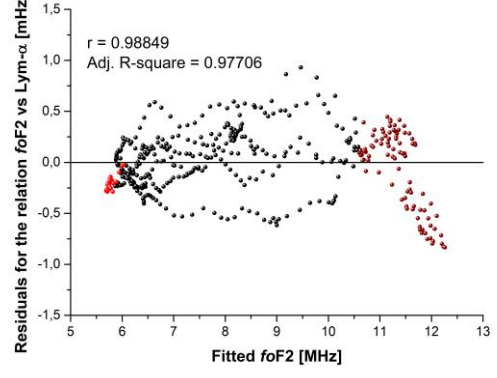 r = 0.98849
Adj. R-square = 0.97706
Residuals for the relation foF2 vs Lym-α [mHz]
1,5
1,0
0,5
0,0
-0,5
-1,0
-1,5
5 6 7 8 9 10 11 12 13
Fitted foF2 [MHz]